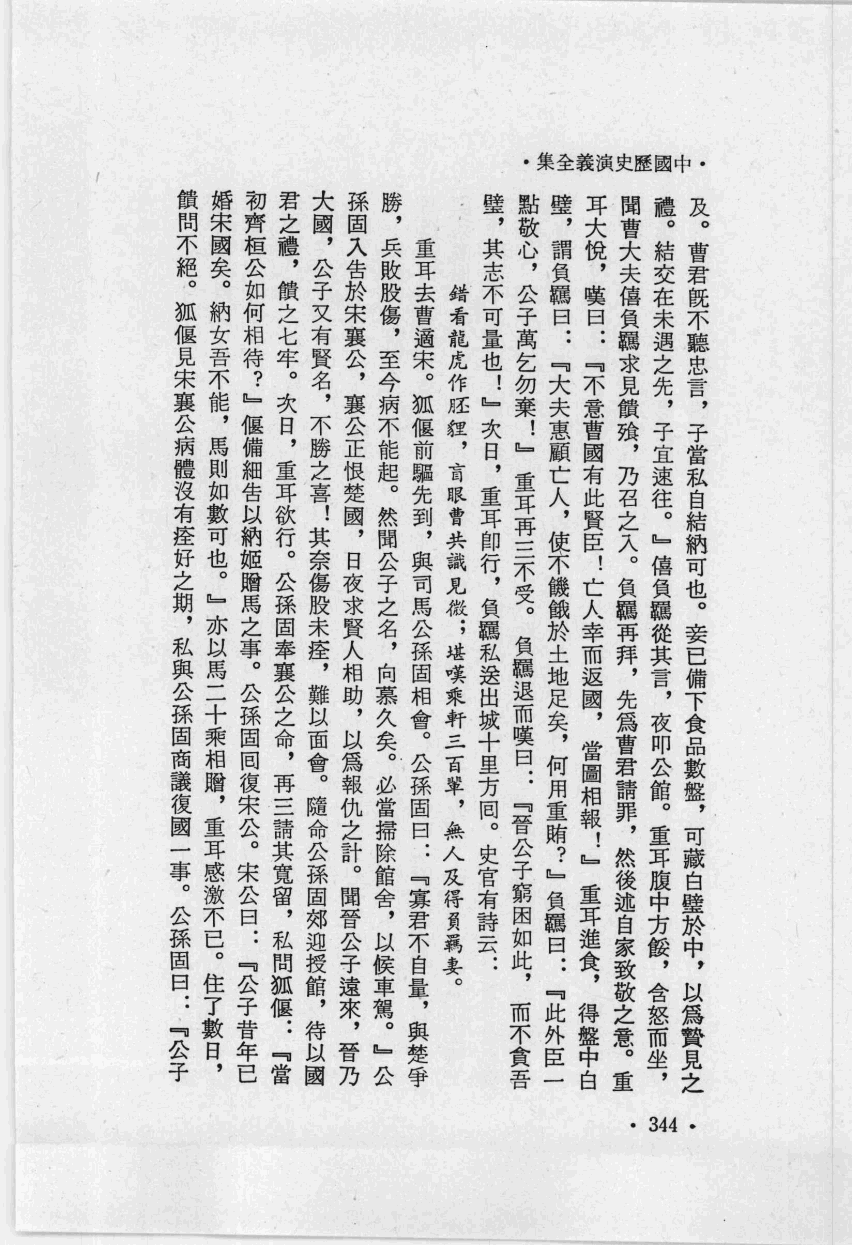 •中國歷史演義全集•
及。曹君旣不聽忠言，子當私自結納可也。妾已備下食品數盤，可藏白璧於中，以爲贄見之
禮。結交在未遇之先，子宜速往。』僖負羈從其言，夜叩公館。重耳腹中方餒，含怒而坐，
聞曹大夫僖負羈求見饋飧，乃召之入。負羈再拜，先爲曹君請罪，然後述自家致敬之意。重
耳大悅，嘆曰：『不意曹國有此賢臣！亡人幸而返國，當圖相報！』重耳進食，得盤中白
璧，謂負羈曰：『大夫惠顧亡人，使不饑餓於土地足矣，何用重賄？』負羈曰：『此外臣一
點敬心，公子萬乞勿棄！』重耳再三不受。負羈退而嘆曰：『晉公子窮困如此，而不貪吾
璧，其志不可量也！』次日，重耳卽行，負羈私送出城十里方囘。史官有詩云：
錯看龍虎作胚貍，盲眼曹共識見微；堪嘆乘軒三百輩，無人及得負羈妻。
重耳去曹適宋。狐偃前驅先到，與司馬公孫固相會。公孫固曰：『寡君不自量，與楚爭
勝，兵敗股傷，至今病不能起。然聞公子之名，向慕久矣。必當掃除館舍，以候車駕。』公
孫固入告於宋襄公，襄公正恨楚國，日夜求賢人相助，以爲報仇之計。聞晉公子遠來，晉乃
大國，公子又有賢名，不勝之喜！其奈傷股未痊，難以面會。隨命公孫固郊迎授館，待以國
君之禮，饋之七牢。次日，重耳欲行。公孫固奉襄公之命，再三請其寬留，私問狐偃：『當
初齊桓公如何相待？』偃備細告以納姬贈馬之事。公孫固囘復宋公。宋公曰：『公子昔年已
婚宋國矣。納女吾不能，馬則如數可也。』亦以馬二十乘相贈，重耳感激不已。住了數日，
饋問不絕。狐偃見宋襄公病體沒有痊好之期，私與公孫固商議復國一事。公孫固曰：『公子
•344•